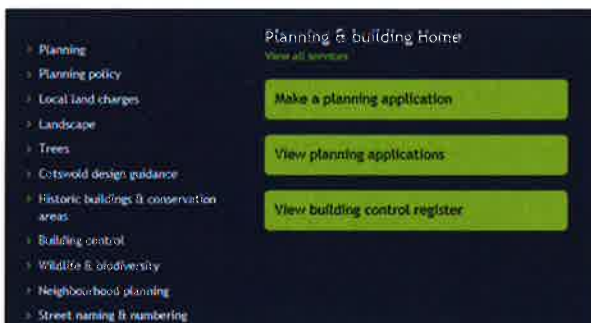 Planning
Planning policy
Local land charges
Landscape
Trees
Cotswold design guidance
Historic buildings & conservation
areas
Building control
Wildlife & biodiversity
Neighbourhood planning
Street naming & numbering
Planning & building Home
View all services
Make a planning application
View planning applications
View building control register